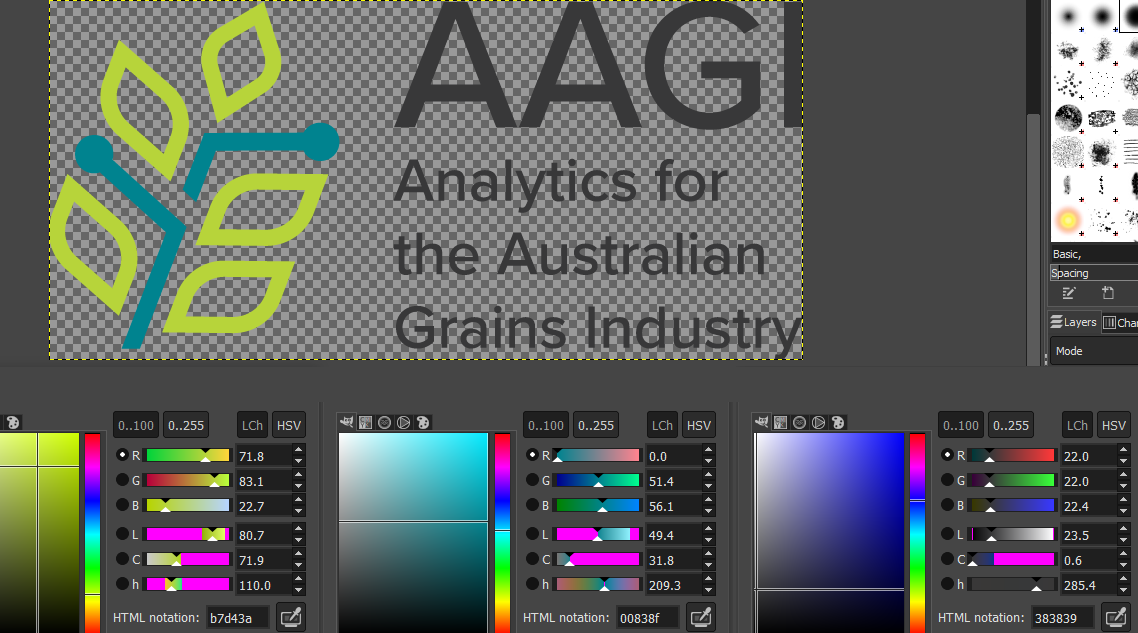 AAGI
Analytics for
the Australian
Grains Industry
Basic,
Spacing
Layers
Mode
0..100 0..255 LCh HSV
R 71.8
G 83.1
B 22.7
L 80.7
C 71.9
h 110.0
HTML notation: b7d43a
0..100 0..255 LCh HSV
R 0.0
G 51.4
B 56.1
L 49.4
C 31.8
h 209.3
HTML notation: 00838f
0..100 0..255 LCh HSV
R 22.0
G 22.0
B 22.4
L 23.5
C 0.6
h 285.4
HTML notation: 383839